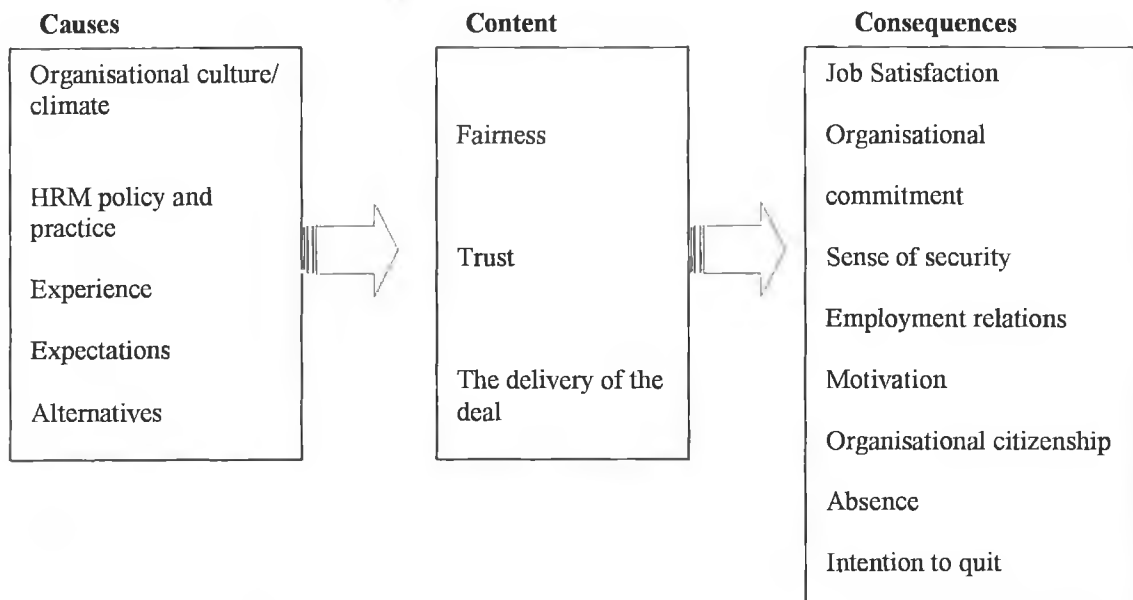 Causes
Organisational culture/
climate
HRM policy and
practice
Experience
Expectations
Alternatives
Content
Fairness
Trust
The delivery of the
deal
Consequences
Job Satisfaction
Organisational
commitment
Sense of security
Employment relations
Motivation
Organisational citizenship
Absence
Intention to quit